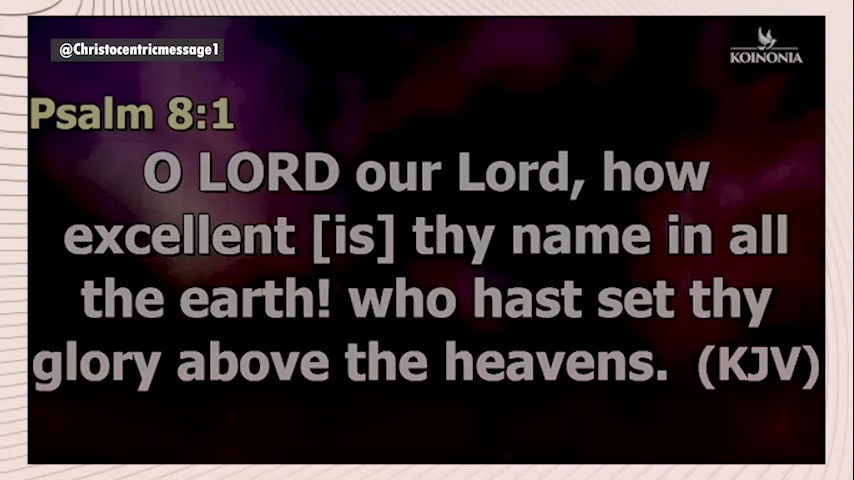 @Christocentricmessage1
KOINONIA
Psalm 8:1
O LORD our Lord, how
excellent [is] thy name in all
the earth! who hast set thy
glory above the heavens. (KJV)